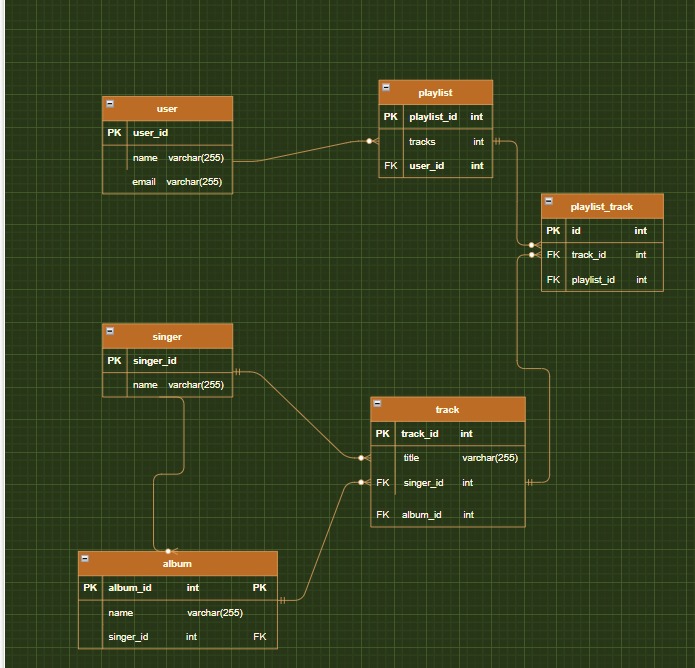 user
PK user_id
name varchar(255)
email varchar(255)
playlist
PK playlist_id int
tracks int
FK user_id int
playlist_track
PK id int
FK track_id int
FK playlist_id int
singer
PK singer_id
name varchar(255)
track
PK track_id int
title varchar(255)
FK singer_id int
FK album_id int
album
PK album_id int PK
name varchar(255)
singer_id int FK